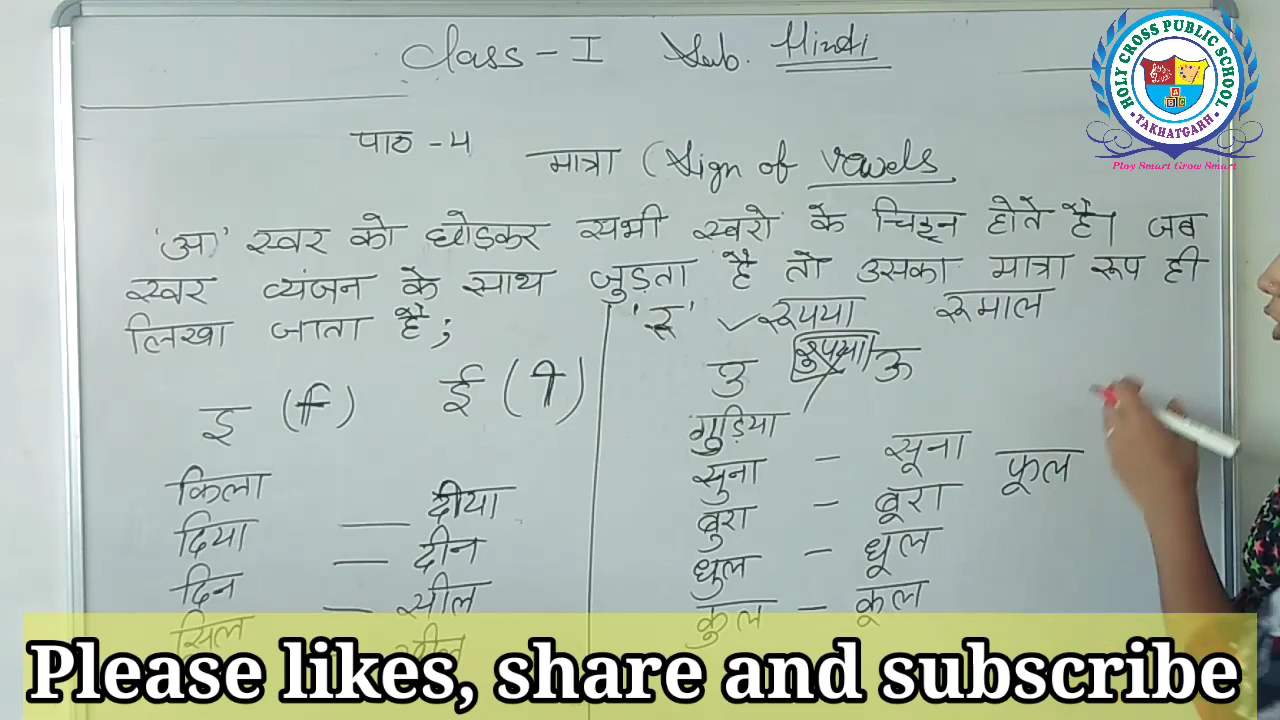 Class - I Sub. Hindi
HOLY CROSS PUBLIC SCHOOL
TAKHATGARH
Play Smart Grow Smart
पाठ - 4
मात्रा (Sign of vowels
'अ' स्वर को छोड़कर सभी स्वरो के चिह्न होते है। जब
स्वर व्यंजन के साथ जुड़ता है तो उसका मात्रा रूप ही
लिखा जाता है;
इ (ि) ई (ी)
किला
दिया — दीया
दिन — दीन
सिल — सील
'र' ✓रूपया रूमाल
उ ऊ
गुड़िया
सुना – सूना फूल
बुरा – बूरा
धुल – धूल
कुल – कूल
Please likes, share and subscribe